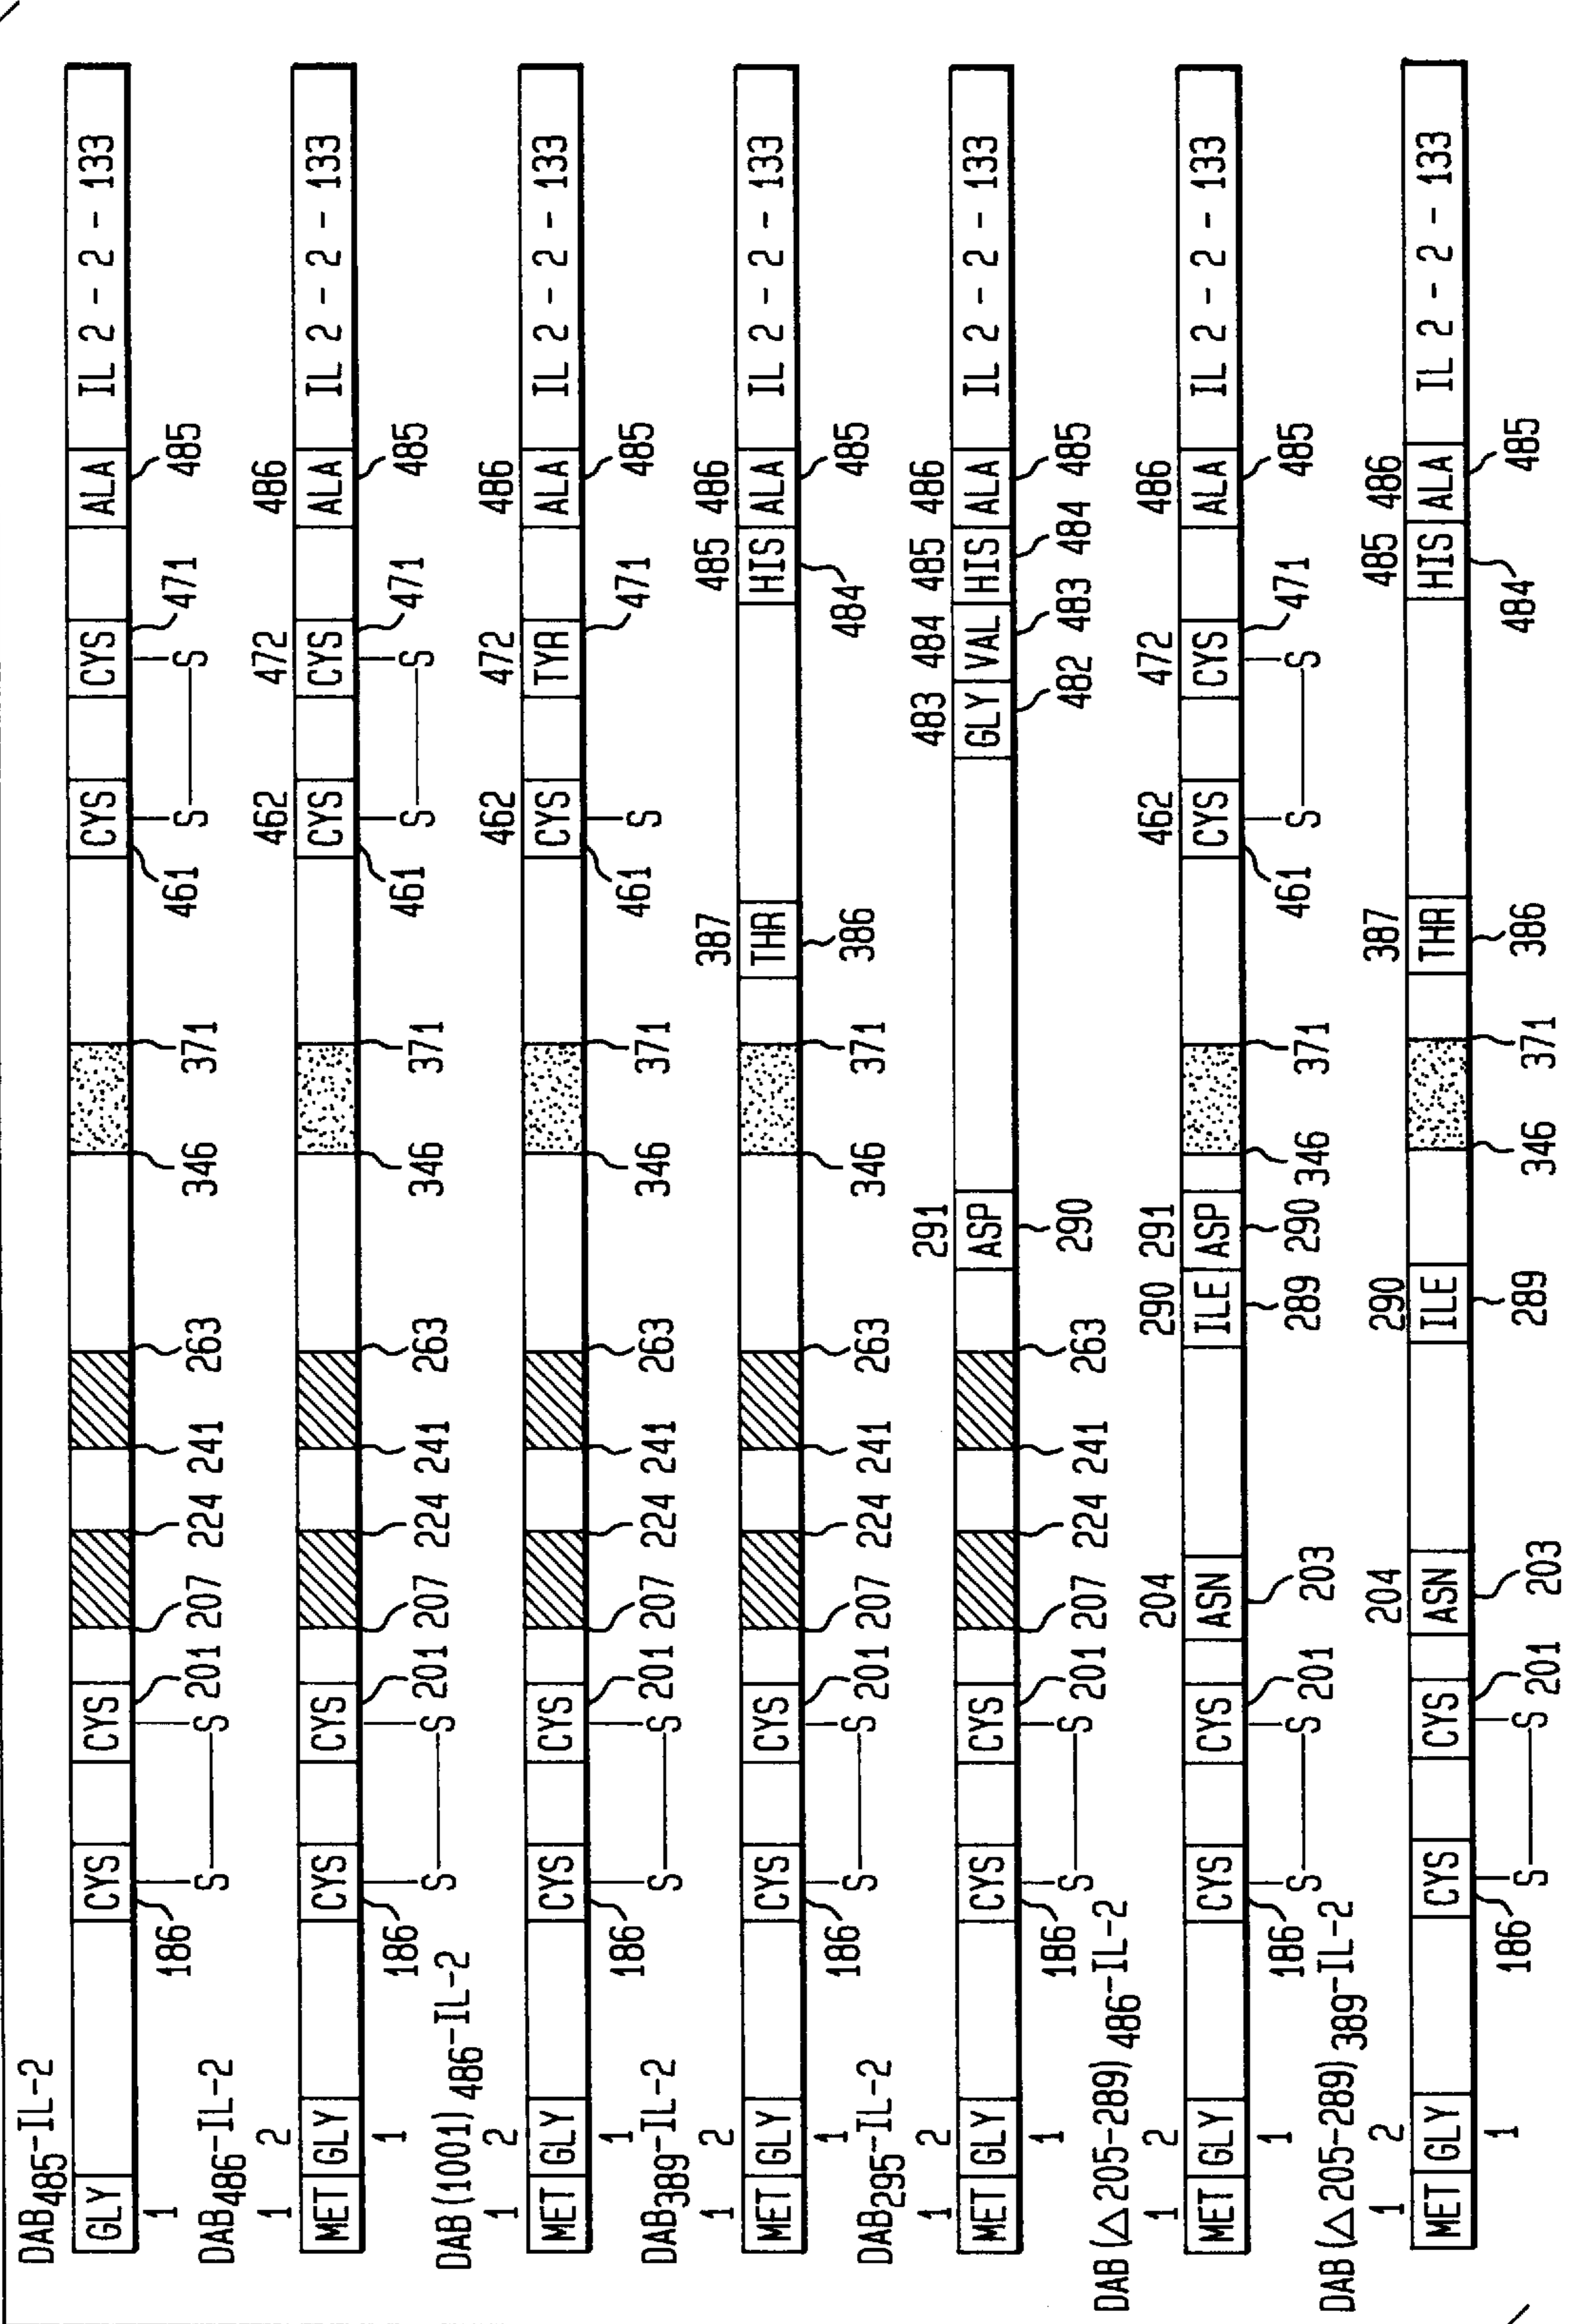 DAB485-IL-2
GLY CYS CYS CYS CYS ALA IL 2 - 2 - 133
1 186 201 207 224 241 263 346 371 461 471 485
S S S S
DAB486-IL-2
1 2 462 472 486
MET GLY CYS CYS CYS CYS ALA IL 2 - 2 - 133
1 186 201 207 224 241 263 346 371 461 471 485
S S S S
DAB(1001)486-IL-2
1 2 462 472 486
MET GLY CYS CYS CYS TYR ALA IL 2 - 2 - 133
1 186 201 207 224 241 263 346 371 461 471 485
S S S
DAB389-IL-2
1 2 387 485 486
MET GLY CYS CYS THR HIS ALA IL 2 - 2 - 133
1 186 201 207 224 241 263 346 371 386 484 485
S S
DAB295-IL-2
1 2 291 483 484 485 486
MET GLY CYS CYS ASP GLY VAL HIS ALA IL 2 - 2 - 133
1 186 201 207 224 241 263 290 482 483 484 485
S S
DAB(△205-289)486-IL-2
1 2 204 290 291 462 472 486
MET GLY CYS CYS ASN ILE ASP CYS CYS ALA IL 2 - 2 - 133
1 186 201 203 289 290 346 371 461 471 485
S S S S
DAB(△205-289)389-IL-2
1 2 204 290 387 485 486
MET GLY CYS CYS ASN ILE THR HIS ALA IL 2 - 2 - 133
1 186 201 203 289 346 371 386 484 485
S S